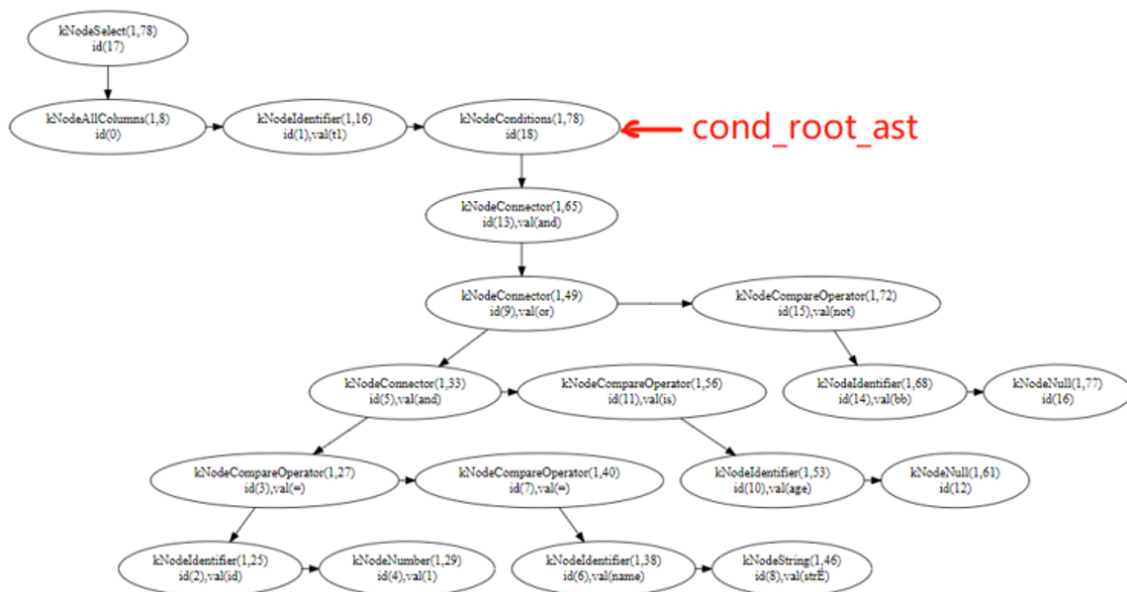 kNodeSelect(1,78)
id(17)
kNodeAllColumns(1,8)
id(0)
kNodeIdentifier(1,16)
id(1),val(t1)
kNodeConditions(1,78)
id(18)
cond_root_ast
kNodeConnector(1,65)
id(13),val(and)
kNodeConnector(1,49)
id(9),val(or)
kNodeCompareOperator(1,72)
id(15),val(not)
kNodeConnector(1,33)
id(5),val(and)
kNodeCompareOperator(1,56)
id(11),val(is)
kNodeIdentifier(1,68)
id(14),val(bb)
kNodeNull(1,77)
id(16)
kNodeCompareOperator(1,27)
id(3),val(=)
kNodeCompareOperator(1,40)
id(7),val(=)
kNodeIdentifier(1,53)
id(10),val(age)
kNodeNull(1,61)
id(12)
kNodeIdentifier(1,25)
id(2),val(id)
kNodeNumber(1,29)
id(4),val(1)
kNodeIdentifier(1,38)
id(6),val(name)
kNodeString(1,46)
id(8),val(strE)